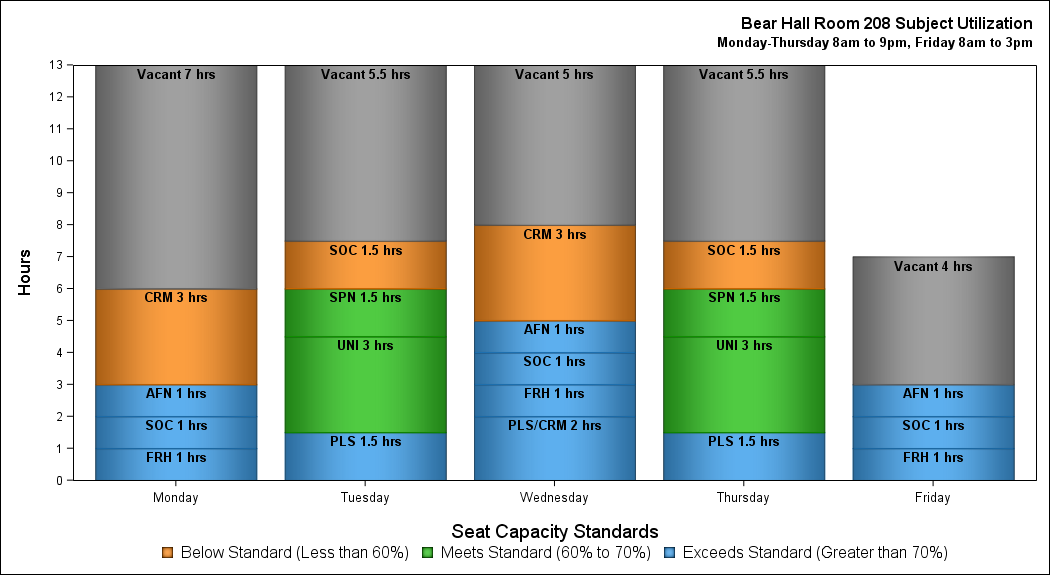 Bear Hall Room 208 Subject Utilization
Monday-Thursday 8am to 9pm, Friday 8am to 3pm
Hours
13
12
11
10
9
8
7
6
5
4
3
2
1
0
Vacant 7 hrs
CRM 3 hrs
AFN 1 hrs
SOC 1 hrs
FRH 1 hrs
Vacant 5.5 hrs
SOC 1.5 hrs
SPN 1.5 hrs
UNI 3 hrs
PLS 1.5 hrs
Vacant 5 hrs
CRM 3 hrs
AFN 1 hrs
SOC 1 hrs
FRH 1 hrs
PLS/CRM 2 hrs
Vacant 5.5 hrs
SOC 1.5 hrs
SPN 1.5 hrs
UNI 3 hrs
PLS 1.5 hrs
Vacant 4 hrs
AFN 1 hrs
SOC 1 hrs
FRH 1 hrs
Monday Tuesday Wednesday Thursday Friday
Seat Capacity Standards
Below Standard (Less than 60%) Meets Standard (60% to 70%) Exceeds Standard (Greater than 70%)